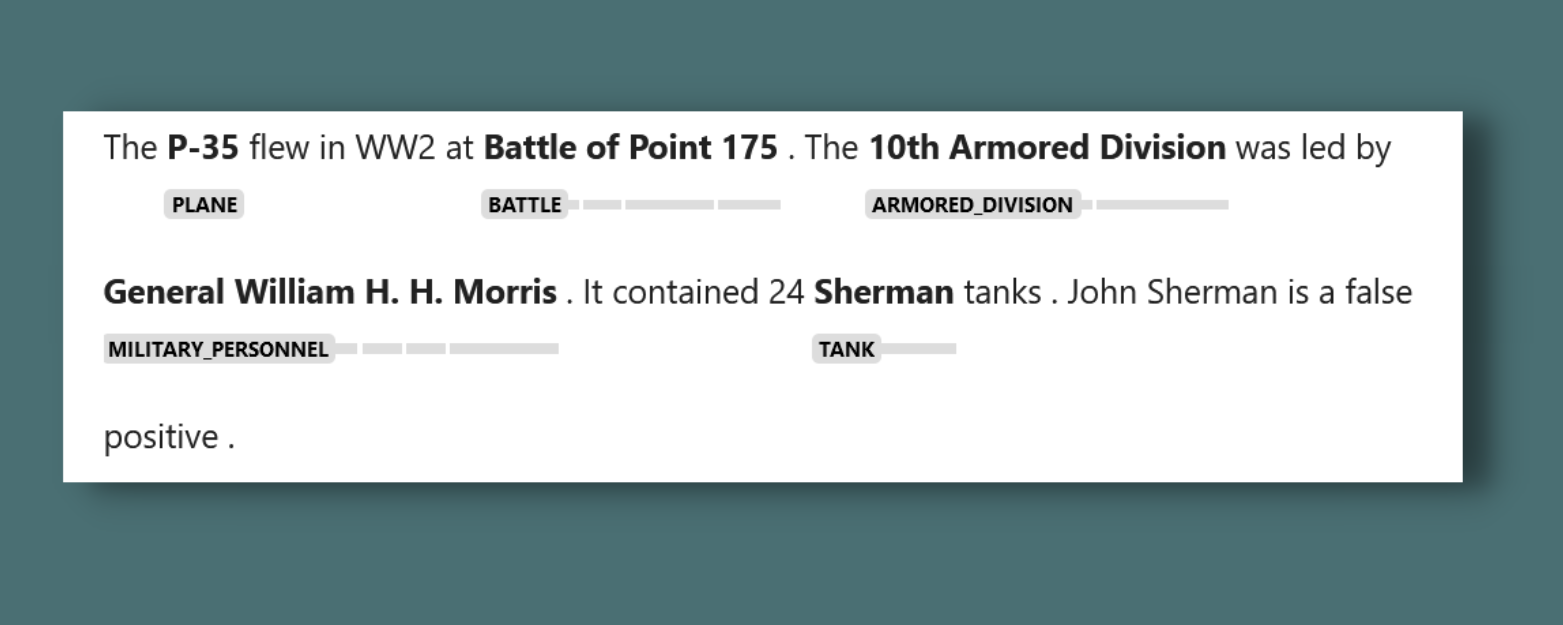 The P-35 flew in WW2 at Battle of Point 175 . The 10th Armored Division was led by
PLANE BATTLE ARMORED_DIVISION
General William H. H. Morris . It contained 24 Sherman tanks . John Sherman is a false
MILITARY_PERSONNEL TANK
positive .